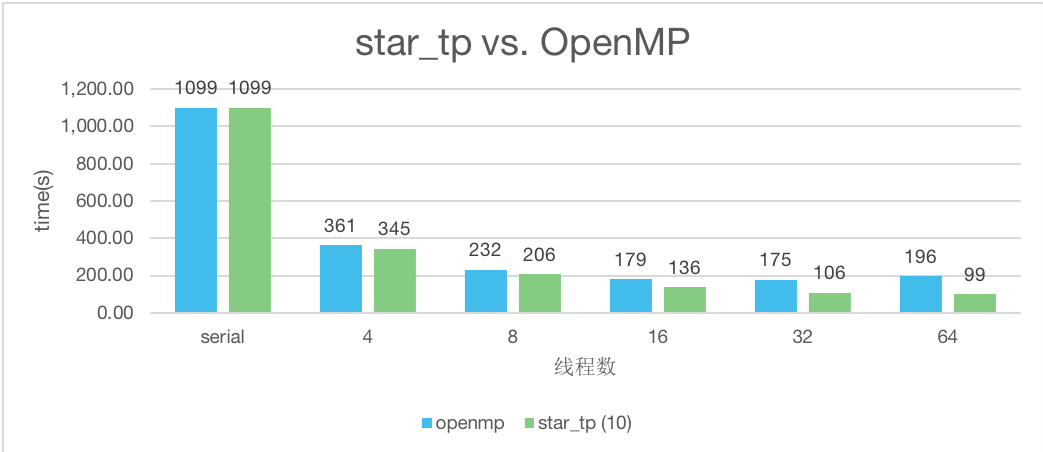 star_tp vs. OpenMP
1,200.00
1,000.00
800.00
600.00
400.00
200.00
0.00
time(s)
1099 1099
361 345
232 206
179 136
175 106
196 99
serial 4 8 16 32 64
线程数
openmp star_tp (10)